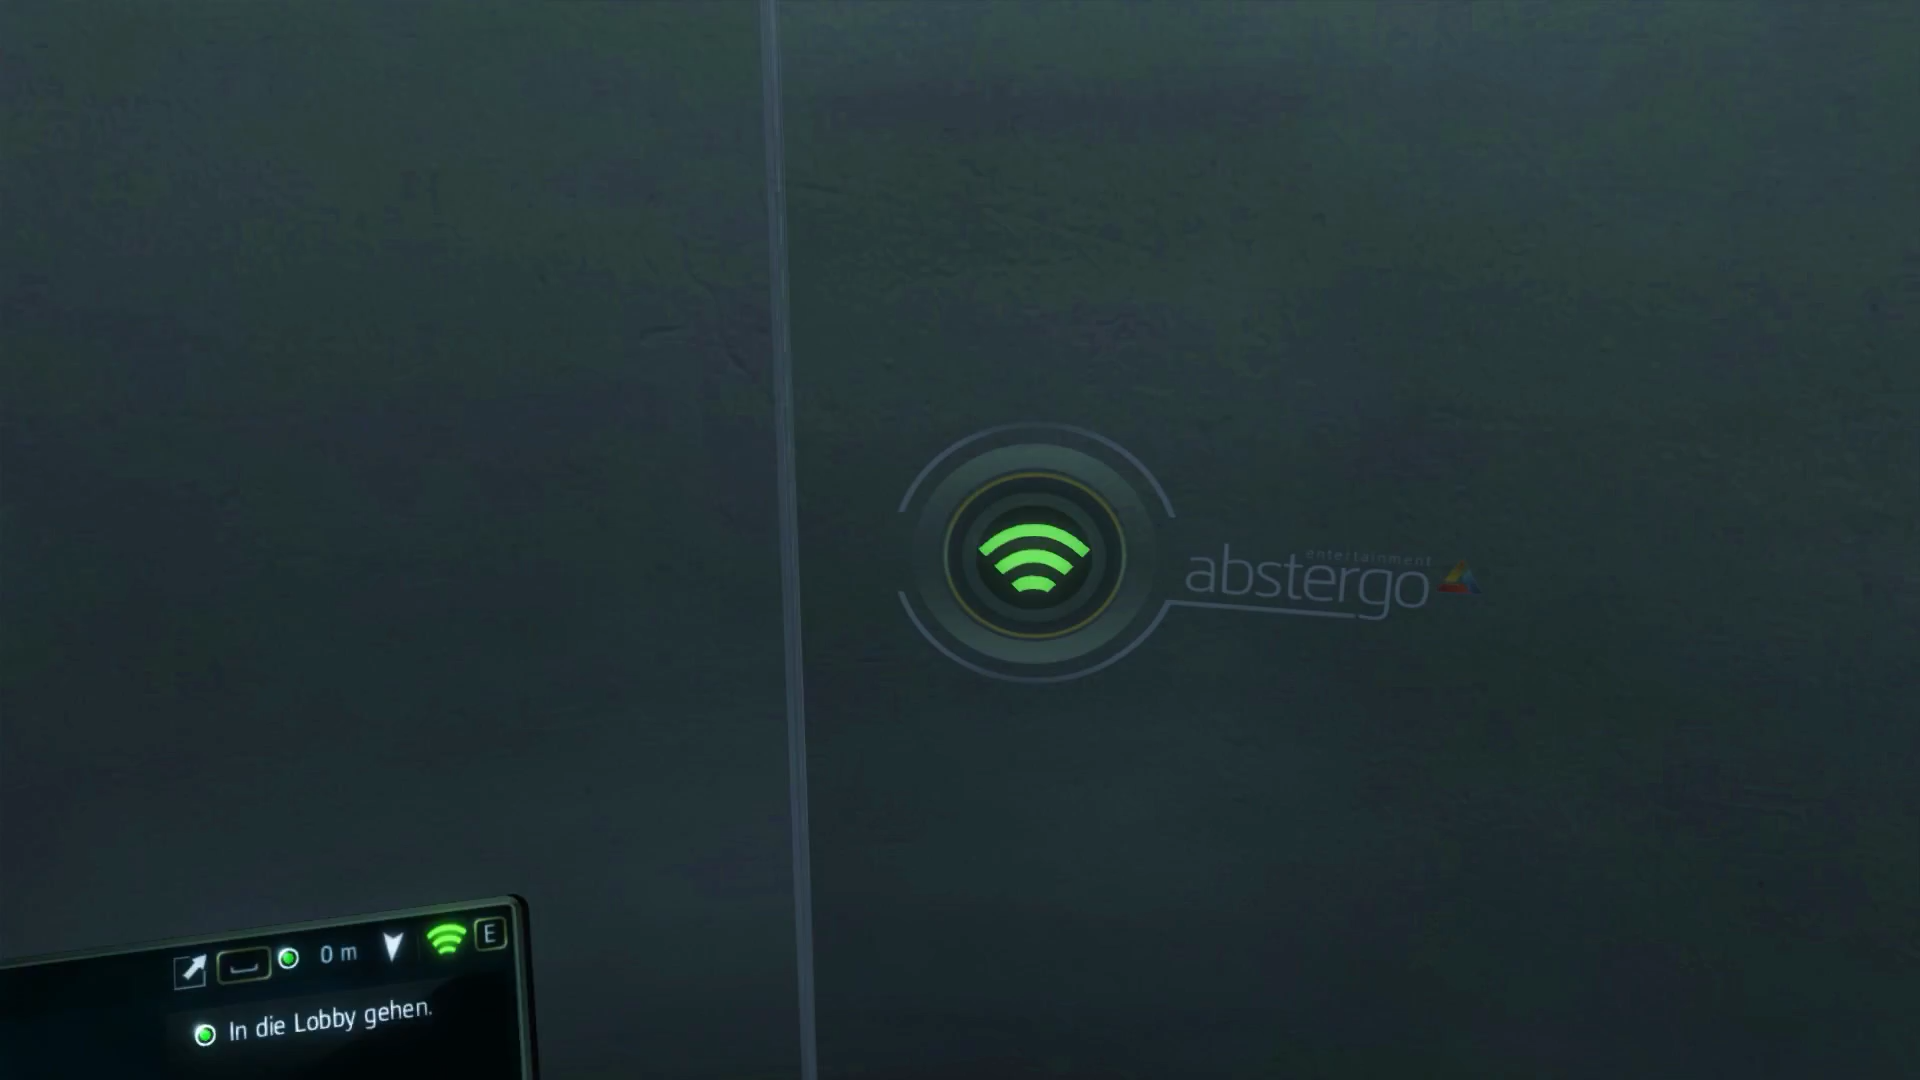 entertainment
abstergo
0 m
E
In die Lobby gehen.